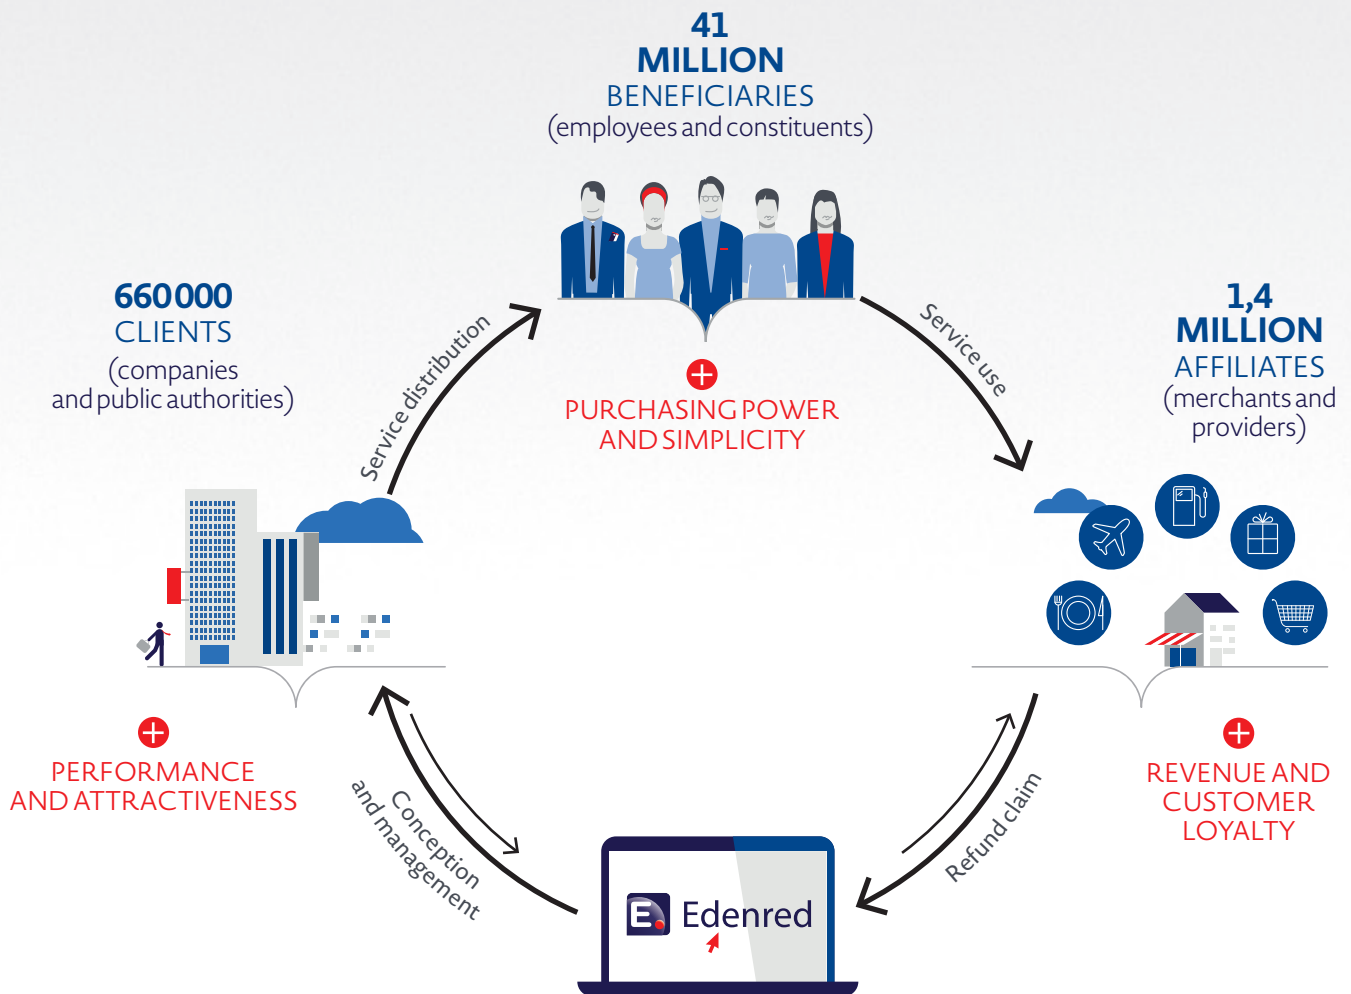 41
MILLION
BENEFICIARIES
(employees and constituents)
660 000
CLIENTS
(companies
and public authorities)
Service distribution
PURCHASING POWER
AND SIMPLICITY
Service use
1,4
MILLION
AFFILIATES
(merchants and
providers)
PERFORMANCE
AND ATTRACTIVENESS
Conception
and management
E.
Edenred
Refund claim
REVENUE AND
CUSTOMER
LOYALTY